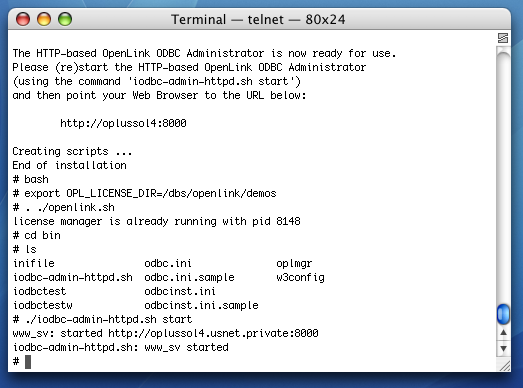 Terminal — telnet — 80x24
The HTTP-based OpenLink ODBC Administrator is now ready for use.
Please (re)start the HTTP-based OpenLink ODBC Administrator
(using the command 'iodbc-admin-httpd.sh start')
and then point your Web Browser to the URL below:
http://oplussol4:8000
Creating scripts ...
End of installation
# bash
# export OPL_LICENSE_DIR=/dbs/openlink/demos
# . ./openlink.sh
license manager is already running with pid 8148
# cd bin
# ls
inifile odbc.ini oplmgr
iodbc-admin-httpd.sh odbc.ini.sample w3config
iodbctest odbcinst.ini
iodbctestw odbcinst.ini.sample
# ./iodbc-admin-httpd.sh start
www_sv: started http://oplussol4.usnet.private:8000
iodbc-admin-httpd.sh: www_sv started
#